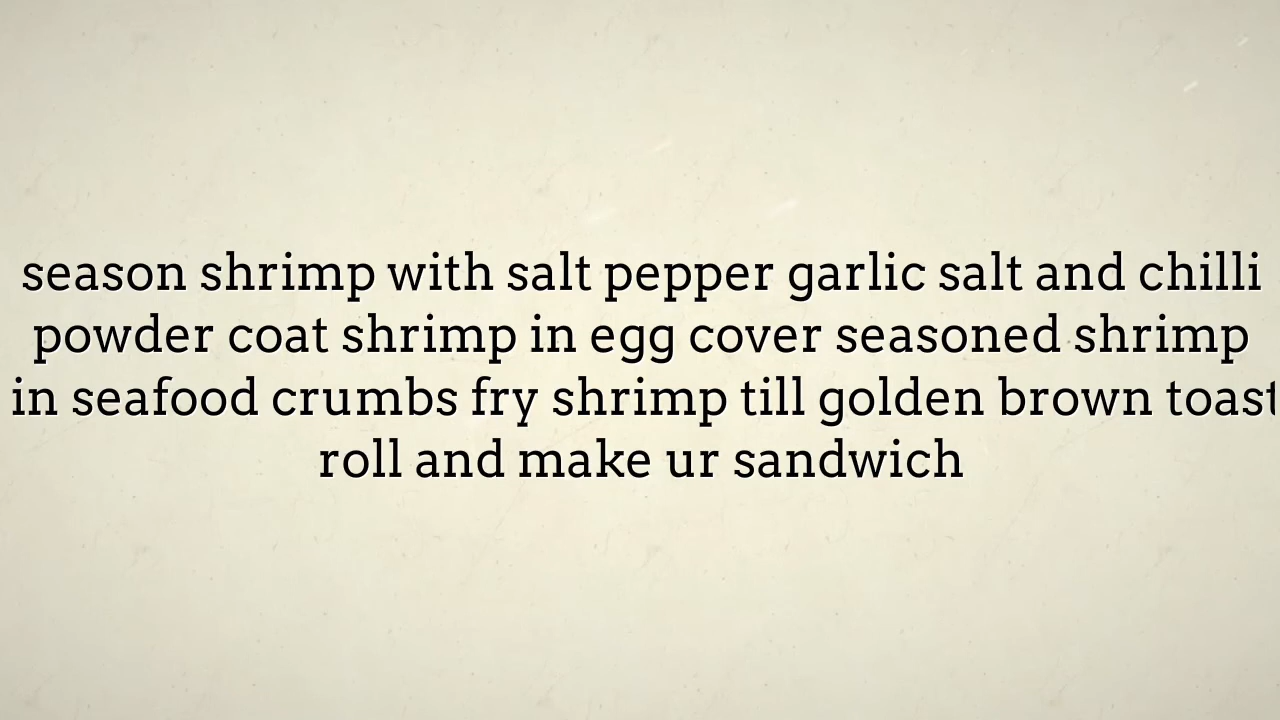 season shrimp with salt pepper garlic salt and chilli
powder coat shrimp in egg cover seasoned shrimp
in seafood crumbs fry shrimp till golden brown toast
roll and make ur sandwich